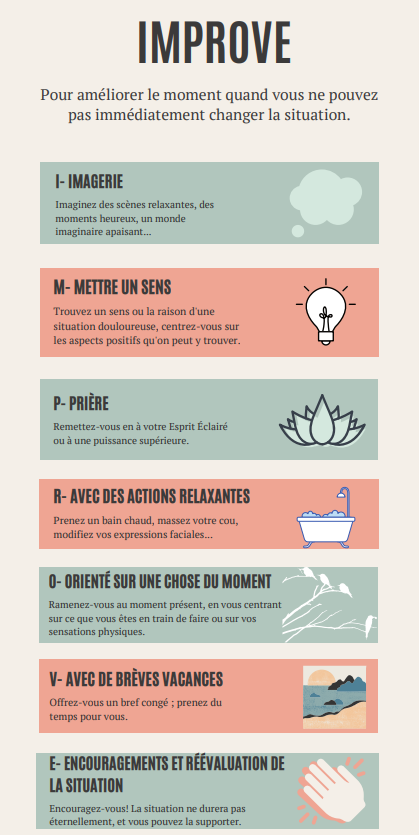 IMPROVE
Pour améliorer le moment quand vous ne pouvez
pas immédiatement changer la situation.
I- IMAGERIE
Imaginez des scènes relaxantes, des
moments heureux, un monde
imaginaire apaisant...
M- METTRE UN SENS
Trouvez un sens ou la raison d'une
situation douloureuse, centrez-vous sur
les aspects positifs qu'on peut y trouver.
P- PRIÈRE
Remettez-vous en à votre Esprit Éclairé
ou à une puissance supérieure.
R- AVEC DES ACTIONS RELAXANTES
Prenez un bain chaud, massez votre cou,
modifiez vos expressions faciales...
O- ORIENTÉ SUR UNE CHOSE DU MOMENT
Ramenez-vous au moment présent, en vous centrant
sur ce que vous êtes en train de faire ou sur vos
sensations physiques.
V- AVEC DE BRÈVES VACANCES
Offrez-vous un bref congé ; prenez du
temps pour vous.
E- ENCOURAGEMENTS ET RÉÉVALUATION DE
LA SITUATION
Encouragez-vous! La situation ne durera pas
éternellement, et vous pouvez la supporter.